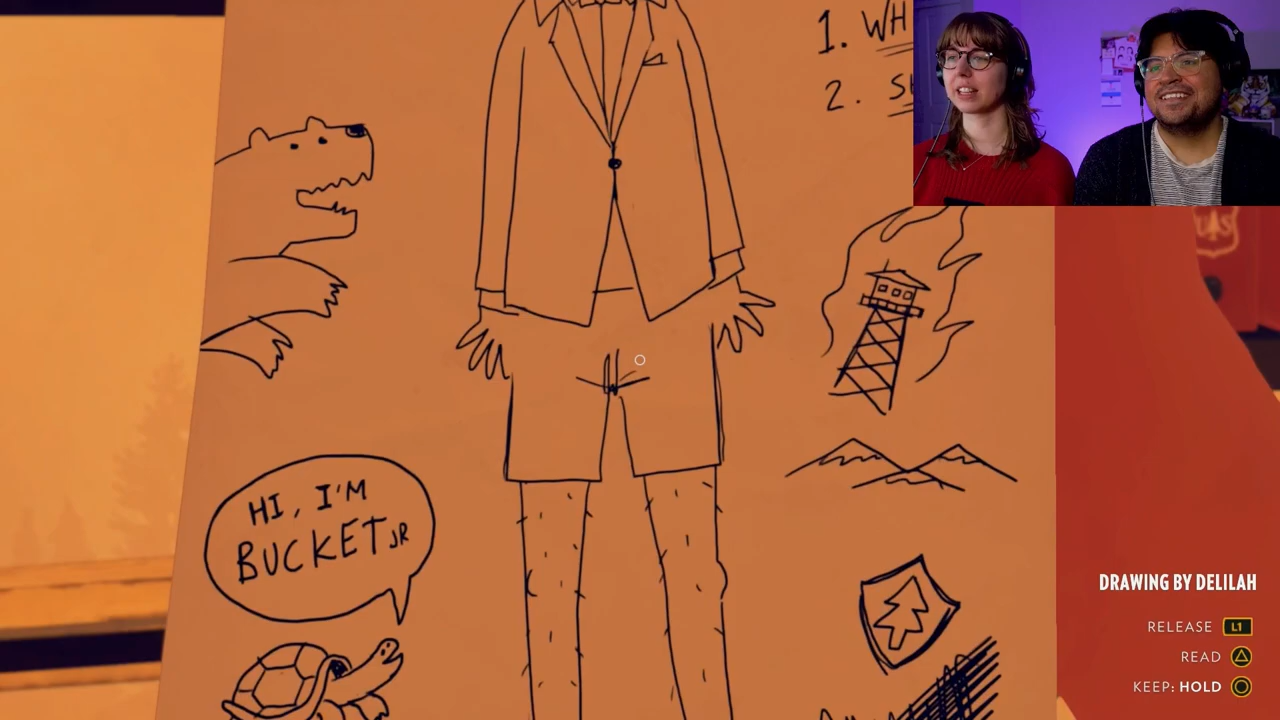 1. WH
2. S
HI, I'M
BUCKET JR
DRAWING BY DELILAH
RELEASE L1
READ
KEEP: HOLD